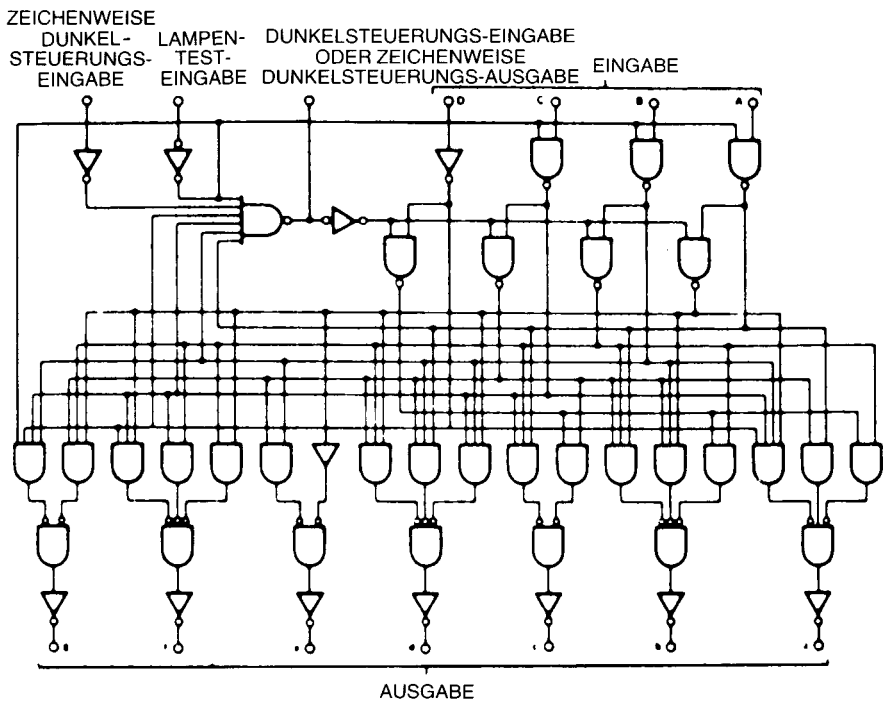 ZEICHENWEISE
DUNKEL-
STEUERUNGS-
EINGABE
LAMPEN-
TEST-
EINGABE
DUNKELSTEUERUNGS-EINGABE
ODER ZEICHENWEISE
DUNKELSTEUERUNGS-AUSGABE
EINGABE
D
C
B
A
AUSGABE